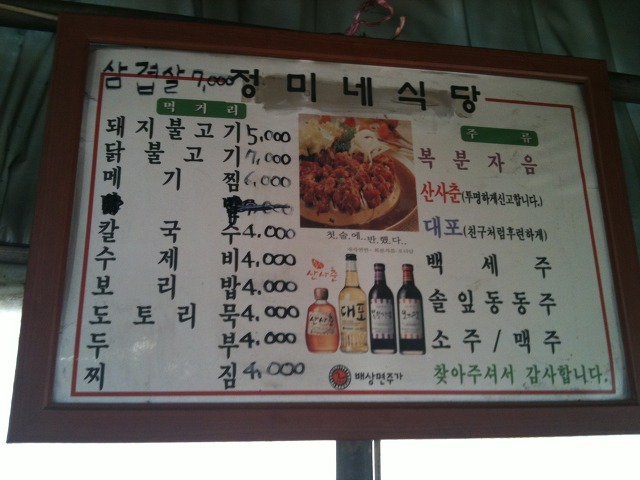 삼겹살 7,000
정미네식당
먹거리
돼지불고기 5,000
닭불고기 7,000
메기찜 6,000
칼국수 4,000
수제비 4,000
보리밥 4,000
도토리묵 4,000
두부 4,000
찌짐 4,000
첫술에..반했다..
산사춘
대포
배상면주가
주류
복분자음
산사춘(투명하게신고합니다.)
대포(친구처럼후련하게)
백세주
솔잎동동주
소주/맥주
찾아주셔서 감사합니다.